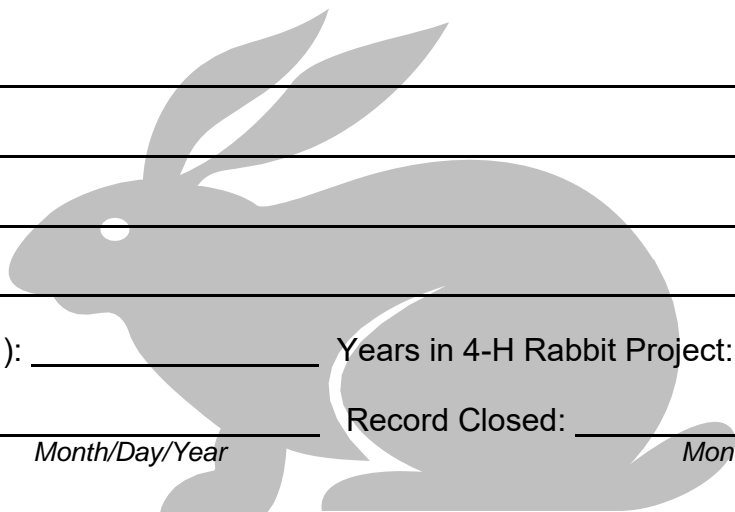 ): Years in 4-H Rabbit Project:
Record Closed:
Month/Day/Year Mon